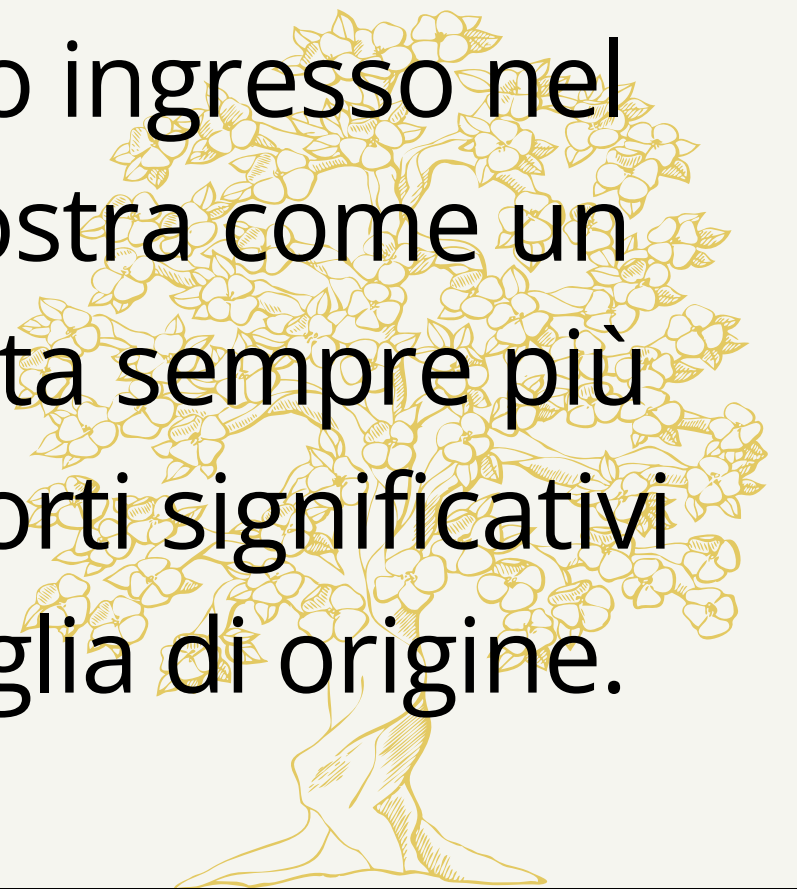 o ingresso nel
ostra come un
ta sempre più
orti significativi
glia di origine.